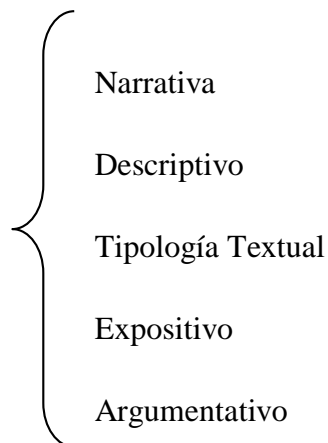 Narrativa
Descriptivo
Tipología Textual
Expositivo
Argumentativo